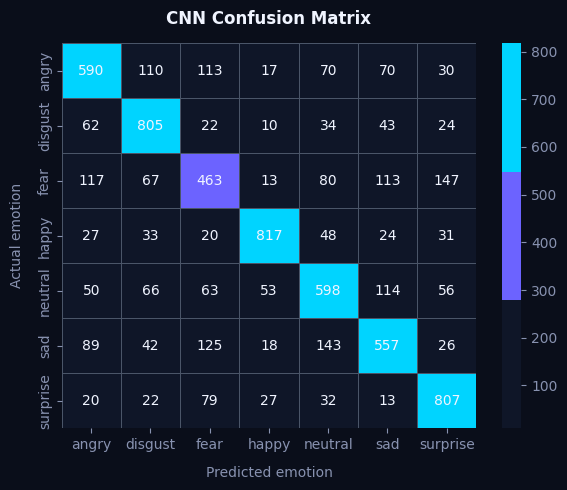 CNN Confusion Matrix
Actual emotion
angry 590 110 113 17 70 70 30
disgust 62 805 22 10 34 43 24
fear 117 67 463 13 80 113 147
happy 27 33 20 817 48 24 31
neutral 50 66 63 53 598 114 56
sad 89 42 125 18 143 557 26
surprise 20 22 79 27 32 13 807
angry disgust fear happy neutral sad surprise
Predicted emotion
800
700
600
500
400
300
200
100